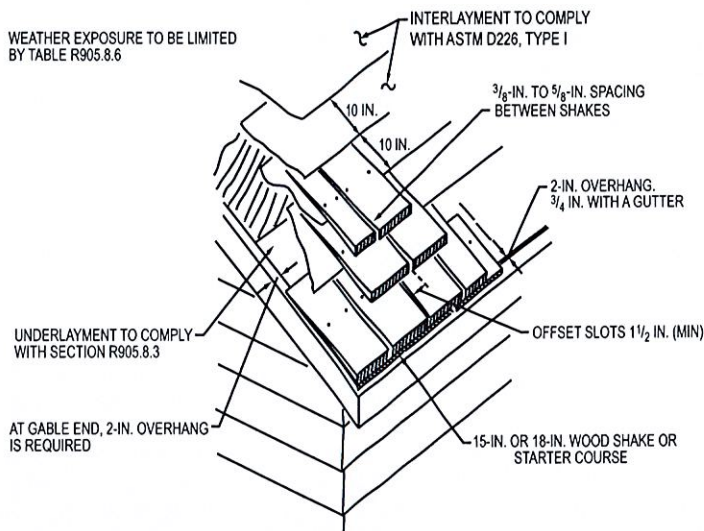 WEATHER EXPOSURE TO BE LIMITED
BY TABLE R905.8.6
INTERLAYMENT TO COMPLY
WITH ASTM D226, TYPE I
3/8-IN. TO 5/8-IN. SPACING
BETWEEN SHAKES
10 IN.
10 IN.
2-IN. OVERHANG.
3/4 IN. WITH A GUTTER
OFFSET SLOTS 1 1/2 IN. (MIN)
UNDERLAYMENT TO COMPLY
WITH SECTION R905.8.3
AT GABLE END, 2-IN. OVERHANG
IS REQUIRED
15-IN. OR 18-IN. WOOD SHAKE OR
STARTER COURSE